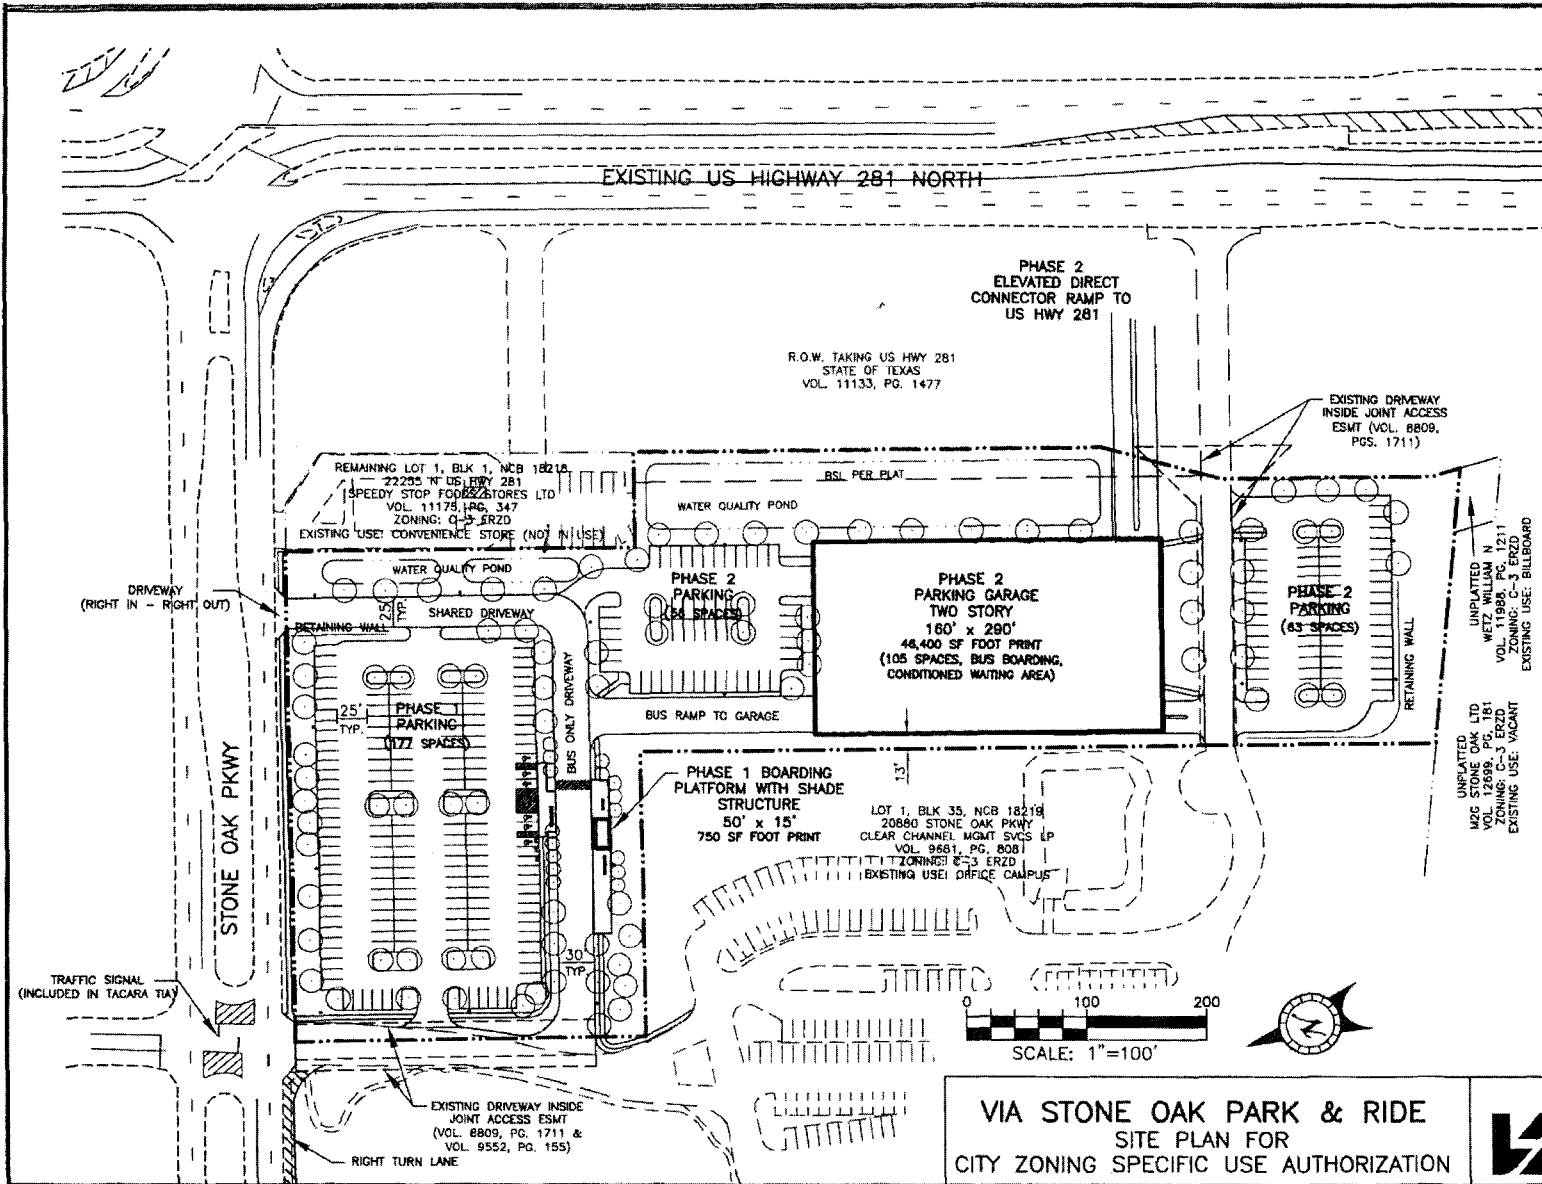 EXISTING US HIGHWAY 281 NORTH
PHASE 2
ELEVATED DIRECT
CONNECTOR RAMP TO
US HWY 281
R.O.W. TAKING US HWY 281
STATE OF TEXAS
VOL. 11133, PG. 1477
EXISTING DRIVEWAY
INSIDE JOINT ACCESS
ESMT (VOL. 8809,
PGS. 1711)
REMAINING LOT 1, BLK 1, NCB 18218
22255 N US HWY 281
SPEEDY STOP FOODS STORES LTD
VOL. 11175, PG. 347
ZONING: C-3 ERZD
EXISTING USE: CONVENIENCE STORE (NOT IN USE)
BSL PER PLAT
WATER QUALITY POND
WATER QUALITY POND
DRIVEWAY
(RIGHT IN - RIGHT OUT)
25'
TYP.
SHARED DRIVEWAY
RETAINING WALL
PHASE 2
PARKING
(56 SPACES)
PHASE 2
PARKING GARAGE
TWO STORY
160' x 290'
46,400 SF FOOT PRINT
(105 SPACES, BUS BOARDING,
CONDITIONED WAITING AREA)
PHASE 2
PARKING
(63 SPACES)
RETAINING WALL
UNPLATTED
WETZ WILLIAM N
VOL. 11988, PG. 1211
ZONING: C-3 ERZD
EXISTING USE: BILLBOARD
UNPLATTED
M2G STONE OAK LTD
VOL. 12699, PG. 181
ZONING: C-3 ERZD
EXISTING USE: VACANT
25'
TYP.
PHASE 1
PARKING
(177 SPACES)
BUS ONLY DRIVEWAY
BUS RAMP TO GARAGE
13'
STONE OAK PKWY
PHASE 1 BOARDING
PLATFORM WITH SHADE
STRUCTURE
50' x 15'
750 SF FOOT PRINT
LOT 1, BLK 35, NCB 18219
20880 STONE OAK PKWY
CLEAR CHANNEL MGMT SVCS LP
VOL. 9681, PG. 808
ZONING: C-3 ERZD
EXISTING USE: OFFICE CAMPUS
30'
TYP.
TRAFFIC SIGNAL
(INCLUDED IN TACARA TIA)
0 100 200
SCALE: 1"=100'
N
EXISTING DRIVEWAY INSIDE
JOINT ACCESS ESMT
(VOL. 8809, PG. 1711 &
VOL. 9552, PG. 155)
RIGHT TURN LANE
VIA STONE OAK PARK & RIDE
SITE PLAN FOR
CITY ZONING SPECIFIC USE AUTHORIZATION